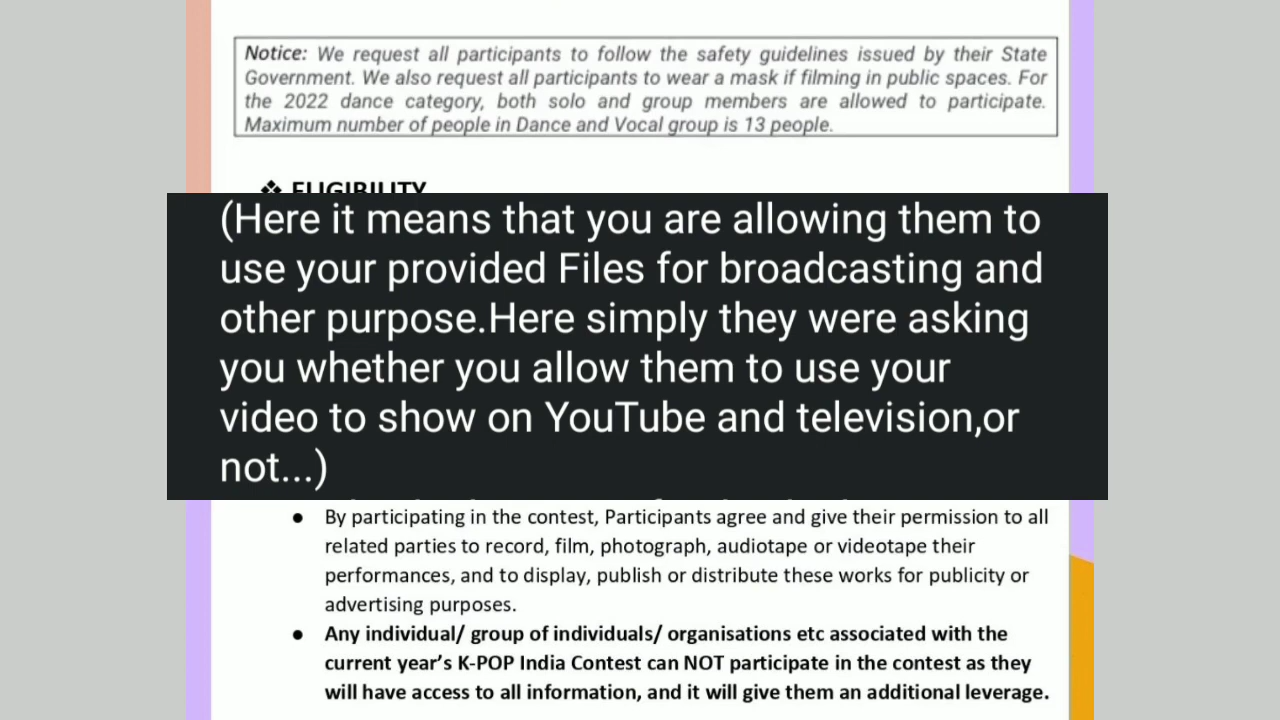 Notice: We request all participants to follow the safety guidelines issued by their State
Government. We also request all participants to wear a mask if filming in public spaces. For
the 2022 dance category, both solo and group members are allowed to participate.
Maximum number of people in Dance and Vocal group is 13 people.
❖ ELIGIBILITY
(Here it means that you are allowing them to
use your provided Files for broadcasting and
other purpose.Here simply they were asking
you whether you allow them to use your
video to show on YouTube and television,or
not...)
● By participating in the contest, Participants agree and give their permission to all
related parties to record, film, photograph, audiotape or videotape their
performances, and to display, publish or distribute these works for publicity or
advertising purposes.
● Any individual/ group of individuals/ organisations etc associated with the
current year's K-POP India Contest can NOT participate in the contest as they
will have access to all information, and it will give them an additional leverage.